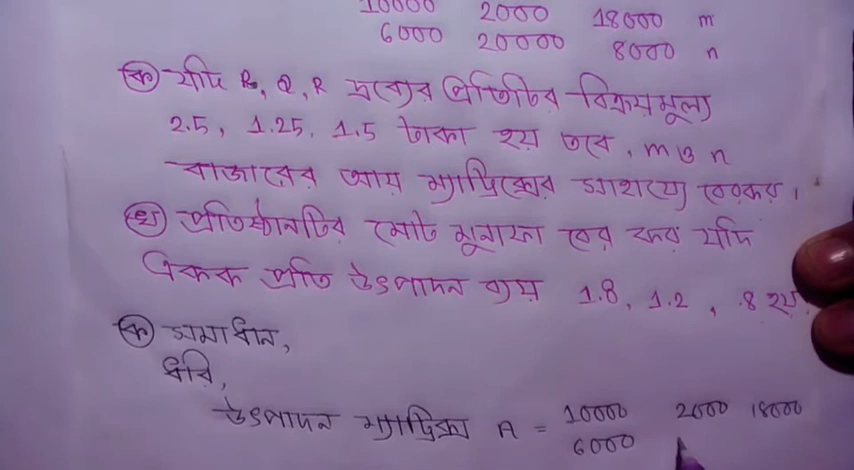 10000 2000 18000 m
6000 20000 8000 n
ক যদি P, Q, R দ্রব্যের প্রতিটির বিক্রয়মূল্য
2.5, 1.25, 1.5 টাকা হয় তবে, m ও n
বাজারের আয় ম্যাট্রিক্সের সাহায্যে বেরকর।
খ প্রতিষ্ঠানটির মোট মুনাফা বের কর যদি
একক প্রতি উৎপাদন ব্যয় 1.8, 1.2, .8 হয়
ক সমাধান,
ধরি,
উৎপাদন ম্যাট্রিক্স A = 10000 2000 18000
6000